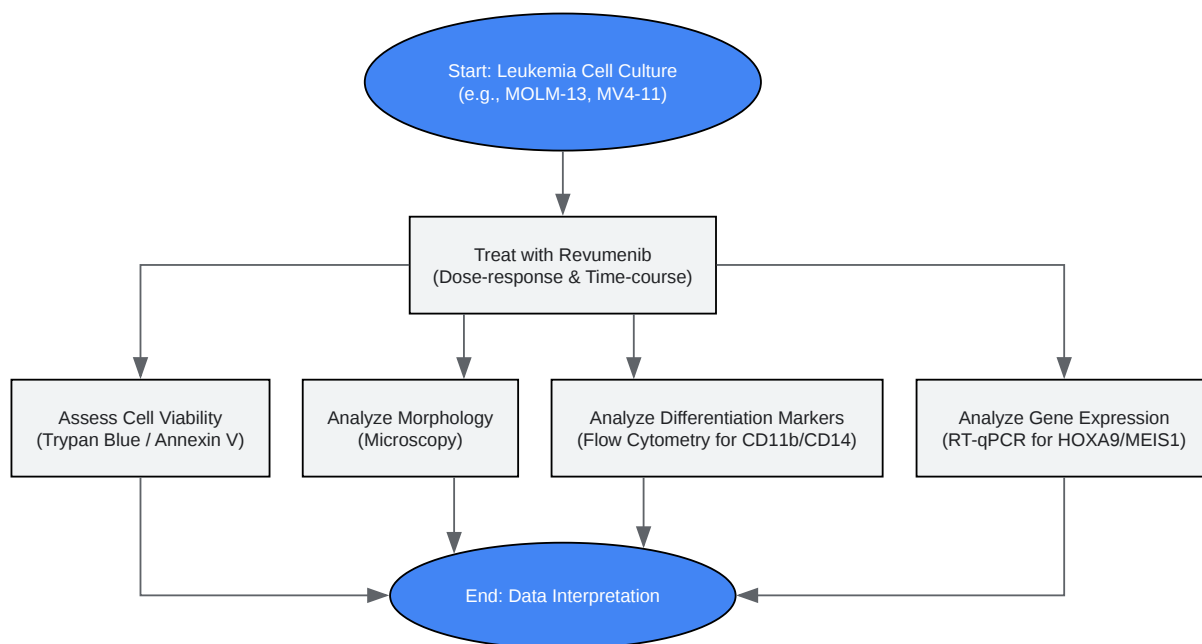 Start: Leukemia Cell Culture
(e.g., MOLM-13, MV4-11)
Treat with Revumenib
(Dose-response & Time-course)
Assess Cell Viability
(Trypan Blue / Annexin V)
Analyze Morphology
(Microscopy)
Analyze Differentiation Markers
(Flow Cytometry for CD11b/CD14)
Analyze Gene Expression
(RT-qPCR for HOXA9/MEIS1)
End: Data Interpretation